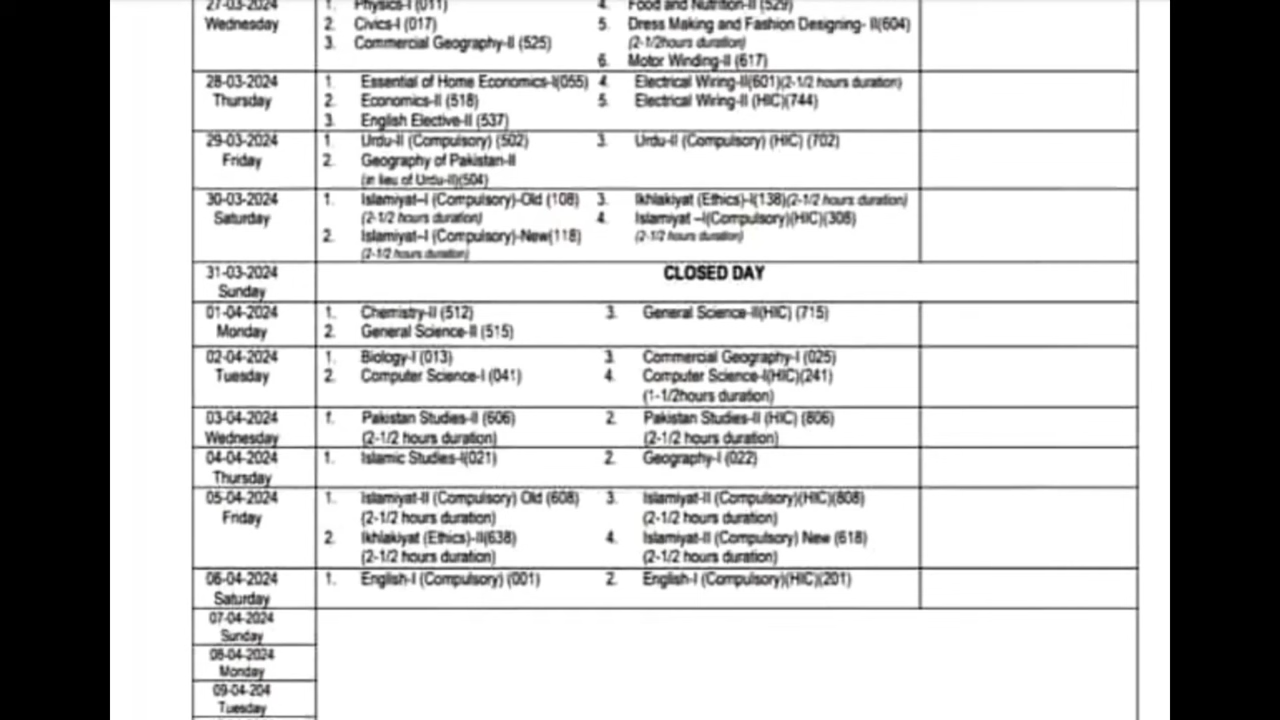 27-03-2024
Wednesday
1. Physics-I (011)
2. Civics-I (017)
3. Commercial Geography-II (525)
4. Food and Nutrition-II (529)
5. Dress Making and Fashion Designing- II(604)
(2-1/2hours duration)
6. Motor Winding-II (617)
28-03-2024
Thursday
1. Essential of Home Economics-I(055)
2. Economics-II (518)
3. English Elective-II (537)
4. Electrical Wiring-II(601)(2-1/2 hours duration)
5. Electrical Wiring-II (HIC)(744)
29-03-2024
Friday
1. Urdu-II (Compulsory) (502)
2. Geography of Pakistan-II
(in lieu of Urdu-II)(504)
3. Urdu-II (Compulsory) (HIC) (702)
30-03-2024
Saturday
1. Islamiyat–I (Compulsory)-Old (108)
(2-1/2 hours duration)
2. Islamiyat–I (Compulsory)-New(118)
(2-1/2 hours duration)
3. Ikhlakiyat (Ethics)-I(138)(2-1/2 hours duration)
4. Islamiyat –I(Compulsory)(HIC)(308)
(2-1/2 hours duration)
31-03-2024
Sunday
CLOSED DAY
01-04-2024
Monday
1. Chemistry-II (512)
2. General Science-II (515)
3. General Science-II(HIC) (715)
02-04-2024
Tuesday
1. Biology-I (013)
2. Computer Science-I (041)
3. Commercial Geography-I (025)
4. Computer Science-I(HIC)(241)
(1-1/2hours duration)
03-04-2024
Wednesday
1. Pakistan Studies-II (606)
(2-1/2 hours duration)
2. Pakistan Studies-II (HIC) (806)
(2-1/2 hours duration)
04-04-2024
Thursday
1. Islamic Studies-I(021)
2. Geography-I (022)
05-04-2024
Friday
1. Islamiyat-II (Compulsory) Old (608)
(2-1/2 hours duration)
2. Ikhlakiyat (Ethics)-II(638)
(2-1/2 hours duration)
3. Islamiyat-II (Compulsory)(HIC)(808)
(2-1/2 hours duration)
4. Islamiyat-II (Compulsory) New (618)
(2-1/2 hours duration)
06-04-2024
Saturday
1. English-I (Compulsory) (001)
2. English-I (Compulsory)(HIC)(201)
07-04-2024
Sunday
08-04-2024
Monday
09-04-204
Tuesday